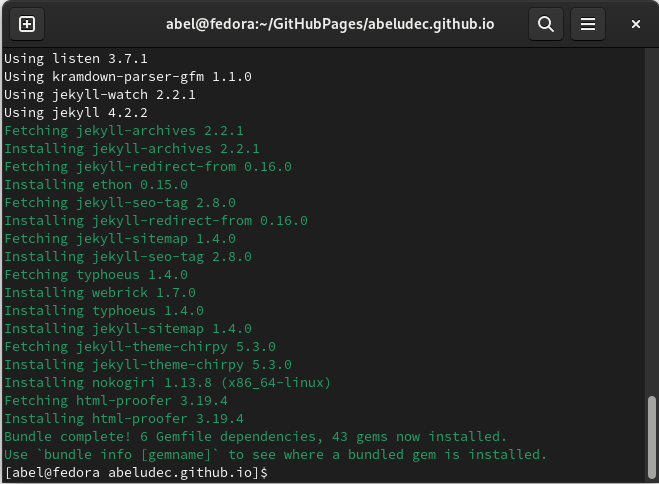 abel@fedora:~/GitHubPages/abeludec.github.io
Using listen 3.7.1
Using kramdown-parser-gfm 1.1.0
Using jekyll-watch 2.2.1
Using jekyll 4.2.2
Fetching jekyll-archives 2.2.1
Installing jekyll-archives 2.2.1
Fetching jekyll-redirect-from 0.16.0
Installing ethon 0.15.0
Fetching jekyll-seo-tag 2.8.0
Installing jekyll-redirect-from 0.16.0
Fetching jekyll-sitemap 1.4.0
Installing jekyll-seo-tag 2.8.0
Fetching typhoeus 1.4.0
Installing webrick 1.7.0
Installing typhoeus 1.4.0
Installing jekyll-sitemap 1.4.0
Fetching jekyll-theme-chirpy 5.3.0
Installing jekyll-theme-chirpy 5.3.0
Installing nokogiri 1.13.8 (x86_64-linux)
Fetching html-proofer 3.19.4
Installing html-proofer 3.19.4
Bundle complete! 6 Gemfile dependencies, 43 gems now installed.
Use `bundle info [gemname]` to see where a bundled gem is installed.
[abel@fedora abeludec.github.io]$